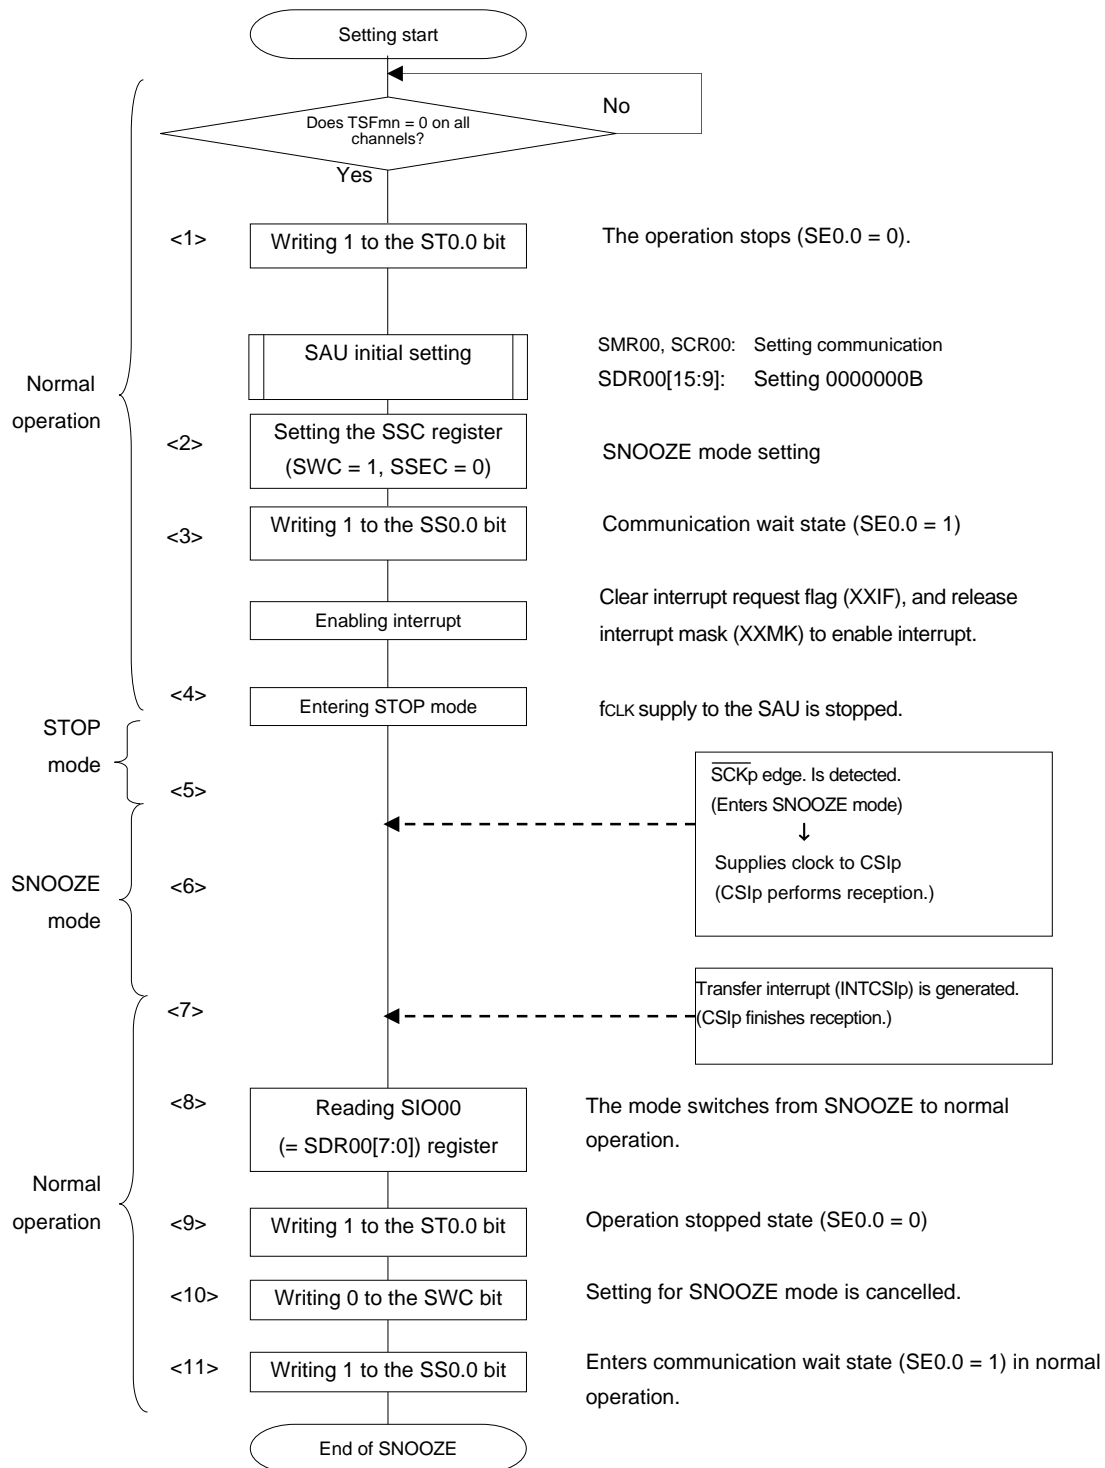 Setting start
No
Does TSFmn = 0 on all
channels?
Yes
<1>
Writing 1 to the ST0.0 bit
The operation stops (SE0.0 = 0).
SAU initial setting
SMR00, SCR00: Setting communication
SDR00[15:9]: Setting 0000000B
Normal
operation
<2>
Setting the SSC register
(SWC = 1, SSEC = 0)
SNOOZE mode setting
<3>
Writing 1 to the SS0.0 bit
Communication wait state (SE0.0 = 1)
Enabling interrupt
Clear interrupt request flag (XXIF), and release
interrupt mask (XXMK) to enable interrupt.
<4>
Entering STOP mode
fCLK supply to the SAU is stopped.
STOP
mode
<5>
SCKp edge. Is detected.
(Enters SNOOZE mode)
↓
Supplies clock to CSIp
(CSIp performs reception.)
SNOOZE
mode
<6>
<7>
Transfer interrupt (INTCSIp) is generated.
(CSIp finishes reception.)
<8>
Reading SIO00
(= SDR00[7:0]) register
The mode switches from SNOOZE to normal
operation.
Normal
operation
<9>
Writing 1 to the ST0.0 bit
Operation stopped state (SE0.0 = 0)
<10>
Writing 0 to the SWC bit
Setting for SNOOZE mode is cancelled.
<11>
Writing 1 to the SS0.0 bit
Enters communication wait state (SE0.0 = 1) in normal
operation.
End of SNOOZE